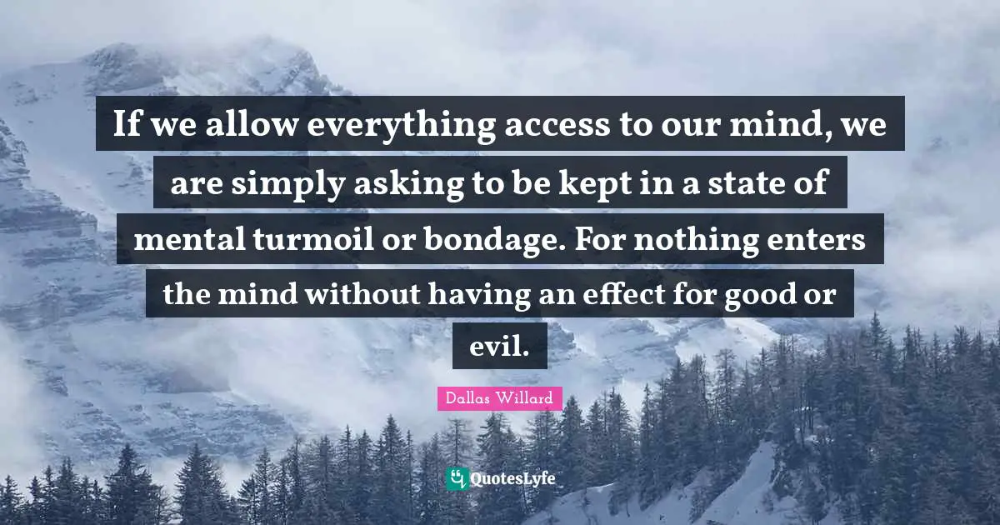 If we allow everything access to our mind, we
are simply asking to be kept in a state of
mental turmoil or bondage. For nothing enters
the mind without having an effect for good or
evil.
Dallas Willard
QuotesLyfe